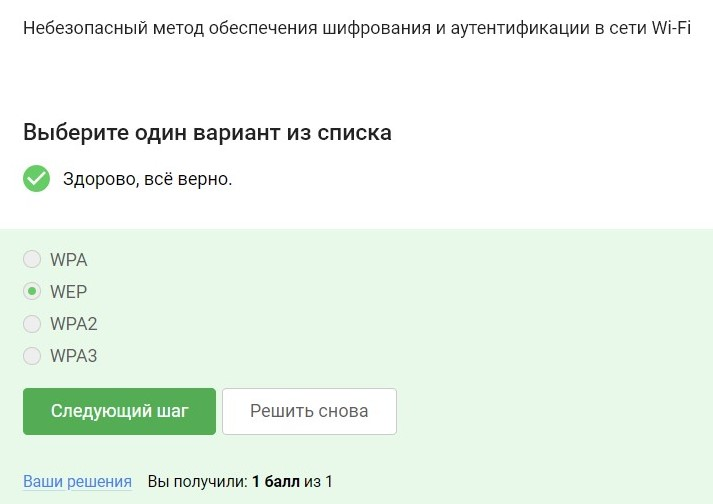 Небезопасный метод обеспечения шифрования и аутентификации в сети Wi-Fi
Выберите один вариант из списка
Здорово, всё верно.
WPA
WEP
WPA2
WPA3
Следующий шаг
Решить снова
Ваши решения Вы получили: 1 балл из 1